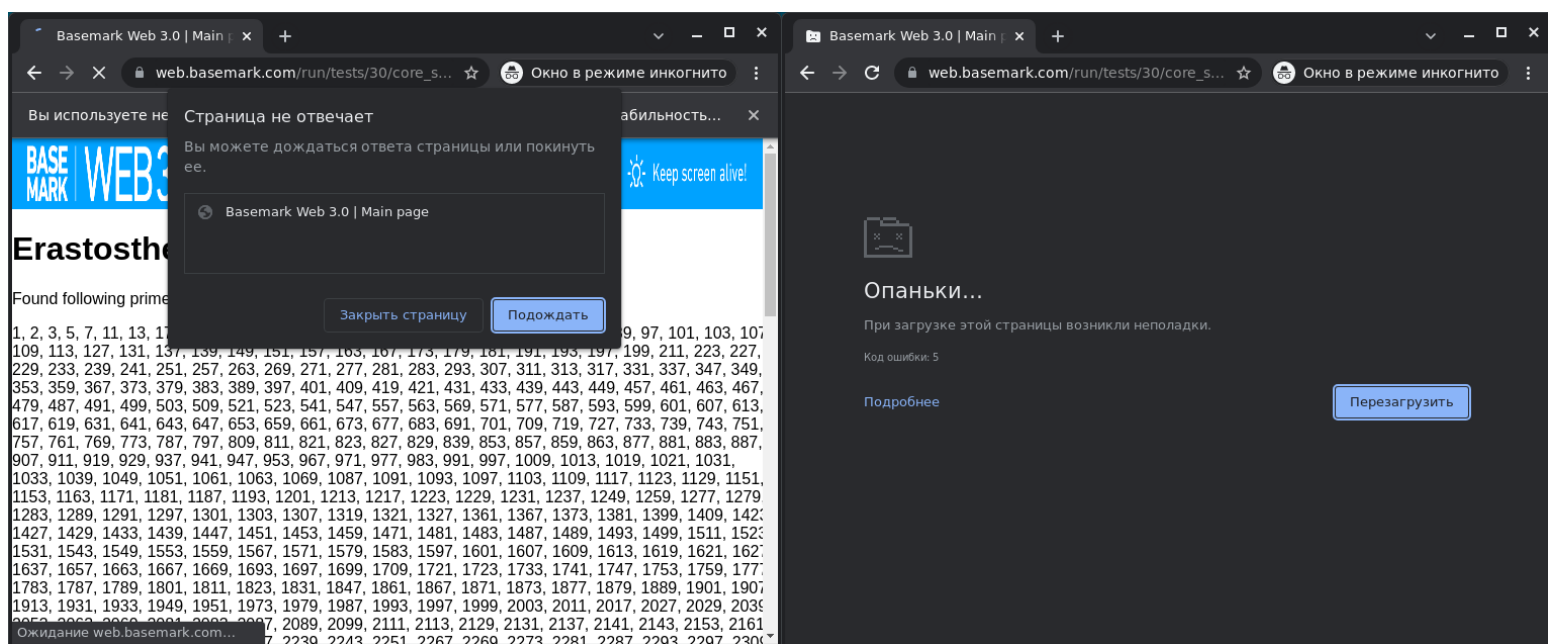 Basemark Web 3.0 | Main p
web.basemark.com/run/tests/30/core_s...
Окно в режиме инкогнито
Вы используете не
абильность...
Страница не отвечает
Вы можете дождаться ответа страницы или покинуть
ее.
Basemark Web 3.0 | Main page
Закрыть страницу
Подождать
BASE
MARK
WEB3
Keep screen alive!
Erastosthe
Found following prime
1, 2, 3, 5, 7, 11, 13, 97, 101, 103, 107
109, 113, 127, 131, 137, 139, 149, 151, 157, 163, 167, 173, 179, 181, 191, 193, 197, 199, 211, 223, 227,
229, 233, 239, 241, 251, 257, 263, 269, 271, 277, 281, 283, 293, 307, 311, 313, 317, 331, 337, 347, 349,
353, 359, 367, 373, 379, 383, 389, 397, 401, 409, 419, 421, 431, 433, 439, 443, 449, 457, 461, 463, 467,
479, 487, 491, 499, 503, 509, 521, 523, 541, 547, 557, 563, 569, 571, 577, 587, 593, 599, 601, 607, 613,
617, 619, 631, 641, 643, 647, 653, 659, 661, 673, 677, 683, 691, 701, 709, 719, 727, 733, 739, 743, 751,
757, 761, 769, 773, 787, 797, 809, 811, 821, 823, 827, 829, 839, 853, 857, 859, 863, 877, 881, 883, 887,
907, 911, 919, 929, 937, 941, 947, 953, 967, 971, 977, 983, 991, 997, 1009, 1013, 1019, 1021, 1031,
1033, 1039, 1049, 1051, 1061, 1063, 1069, 1087, 1091, 1093, 1097, 1103, 1109, 1117, 1123, 1129, 1151,
1153, 1163, 1171, 1181, 1187, 1193, 1201, 1213, 1217, 1223, 1229, 1231, 1237, 1249, 1259, 1277, 1279
1283, 1289, 1291, 1297, 1301, 1303, 1307, 1319, 1321, 1327, 1361, 1367, 1373, 1381, 1399, 1409, 1423
1427, 1429, 1433, 1439, 1447, 1451, 1453, 1459, 1471, 1481, 1483, 1487, 1489, 1493, 1499, 1511, 1523
1531, 1543, 1549, 1553, 1559, 1567, 1571, 1579, 1583, 1597, 1601, 1607, 1609, 1613, 1619, 1621, 1627
1637, 1657, 1663, 1667, 1669, 1693, 1697, 1699, 1709, 1721, 1723, 1733, 1741, 1747, 1753, 1759, 1777
1783, 1787, 1789, 1801, 1811, 1823, 1831, 1847, 1861, 1867, 1871, 1873, 1877, 1879, 1889, 1901, 1907
1913, 1931, 1933, 1949, 1951, 1973, 1979, 1987, 1993, 1997, 1999, 2003, 2011, 2017, 2027, 2029, 2039
2089, 2099, 2111, 2113, 2129, 2131, 2137, 2141, 2143, 2153, 2161
2239, 2243, 2251, 2267, 2269, 2273, 2281, 2287, 2293, 2297, 2309
Ожидание web.basemark.com...
Basemark Web 3.0 | Main p
web.basemark.com/run/tests/30/core_s...
Окно в режиме инкогнито
Опаньки...
При загрузке этой страницы возникли неполадки.
Код ошибки: 5
Подробнее
Перезагрузить